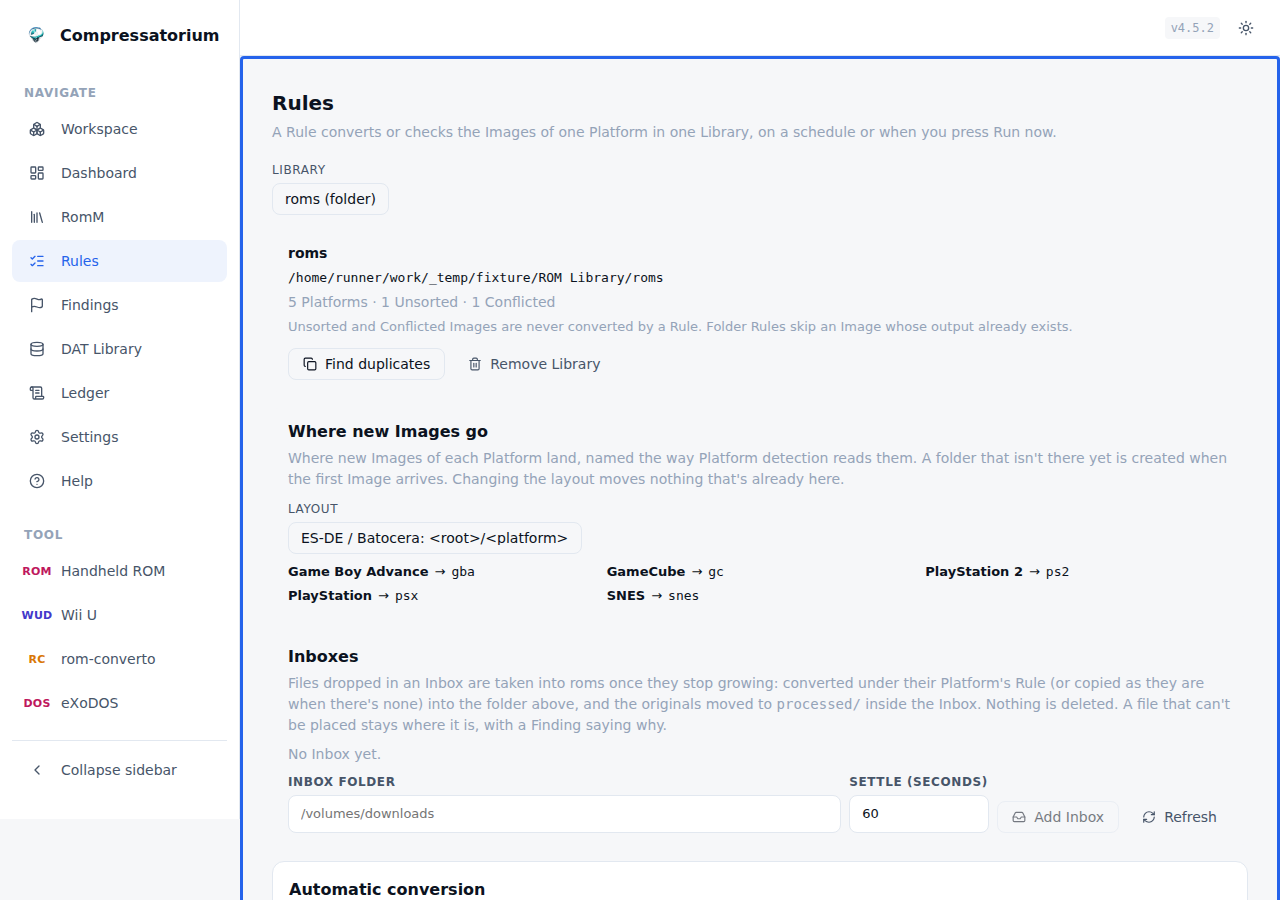 Compressatorium
v4.5.2
NAVIGATE
Workspace
Dashboard
RomM
Rules
Findings
DAT Library
Ledger
Settings
Help
TOOL
ROM Handheld ROM
WUD Wii U
RC rom-converto
DOS eXoDOS
Collapse sidebar
Rules
A Rule converts or checks the Images of one Platform in one Library, on a schedule or when you press Run now.
LIBRARY
roms (folder)
roms
/home/runner/work/_temp/fixture/ROM Library/roms
5 Platforms · 1 Unsorted · 1 Conflicted
Unsorted and Conflicted Images are never converted by a Rule. Folder Rules skip an Image whose output already exists.
Find duplicates Remove Library
Where new Images go
Where new Images of each Platform land, named the way Platform detection reads them. A folder that isn't there yet is created when
the first Image arrives. Changing the layout moves nothing that's already here.
LAYOUT
ES-DE / Batocera: <root>/<platform>
Game Boy Advance → gba GameCube → gc PlayStation 2 → ps2
PlayStation → psx SNES → snes
Inboxes
Files dropped in an Inbox are taken into roms once they stop growing: converted under their Platform's Rule (or copied as they are
when there's none) into the folder above, and the originals moved to processed/ inside the Inbox. Nothing is deleted. A file that can't
be placed stays where it is, with a Finding saying why.
No Inbox yet.
INBOX FOLDER SETTLE (SECONDS)
/volumes/downloads 60 Add Inbox Refresh
Automatic conversion